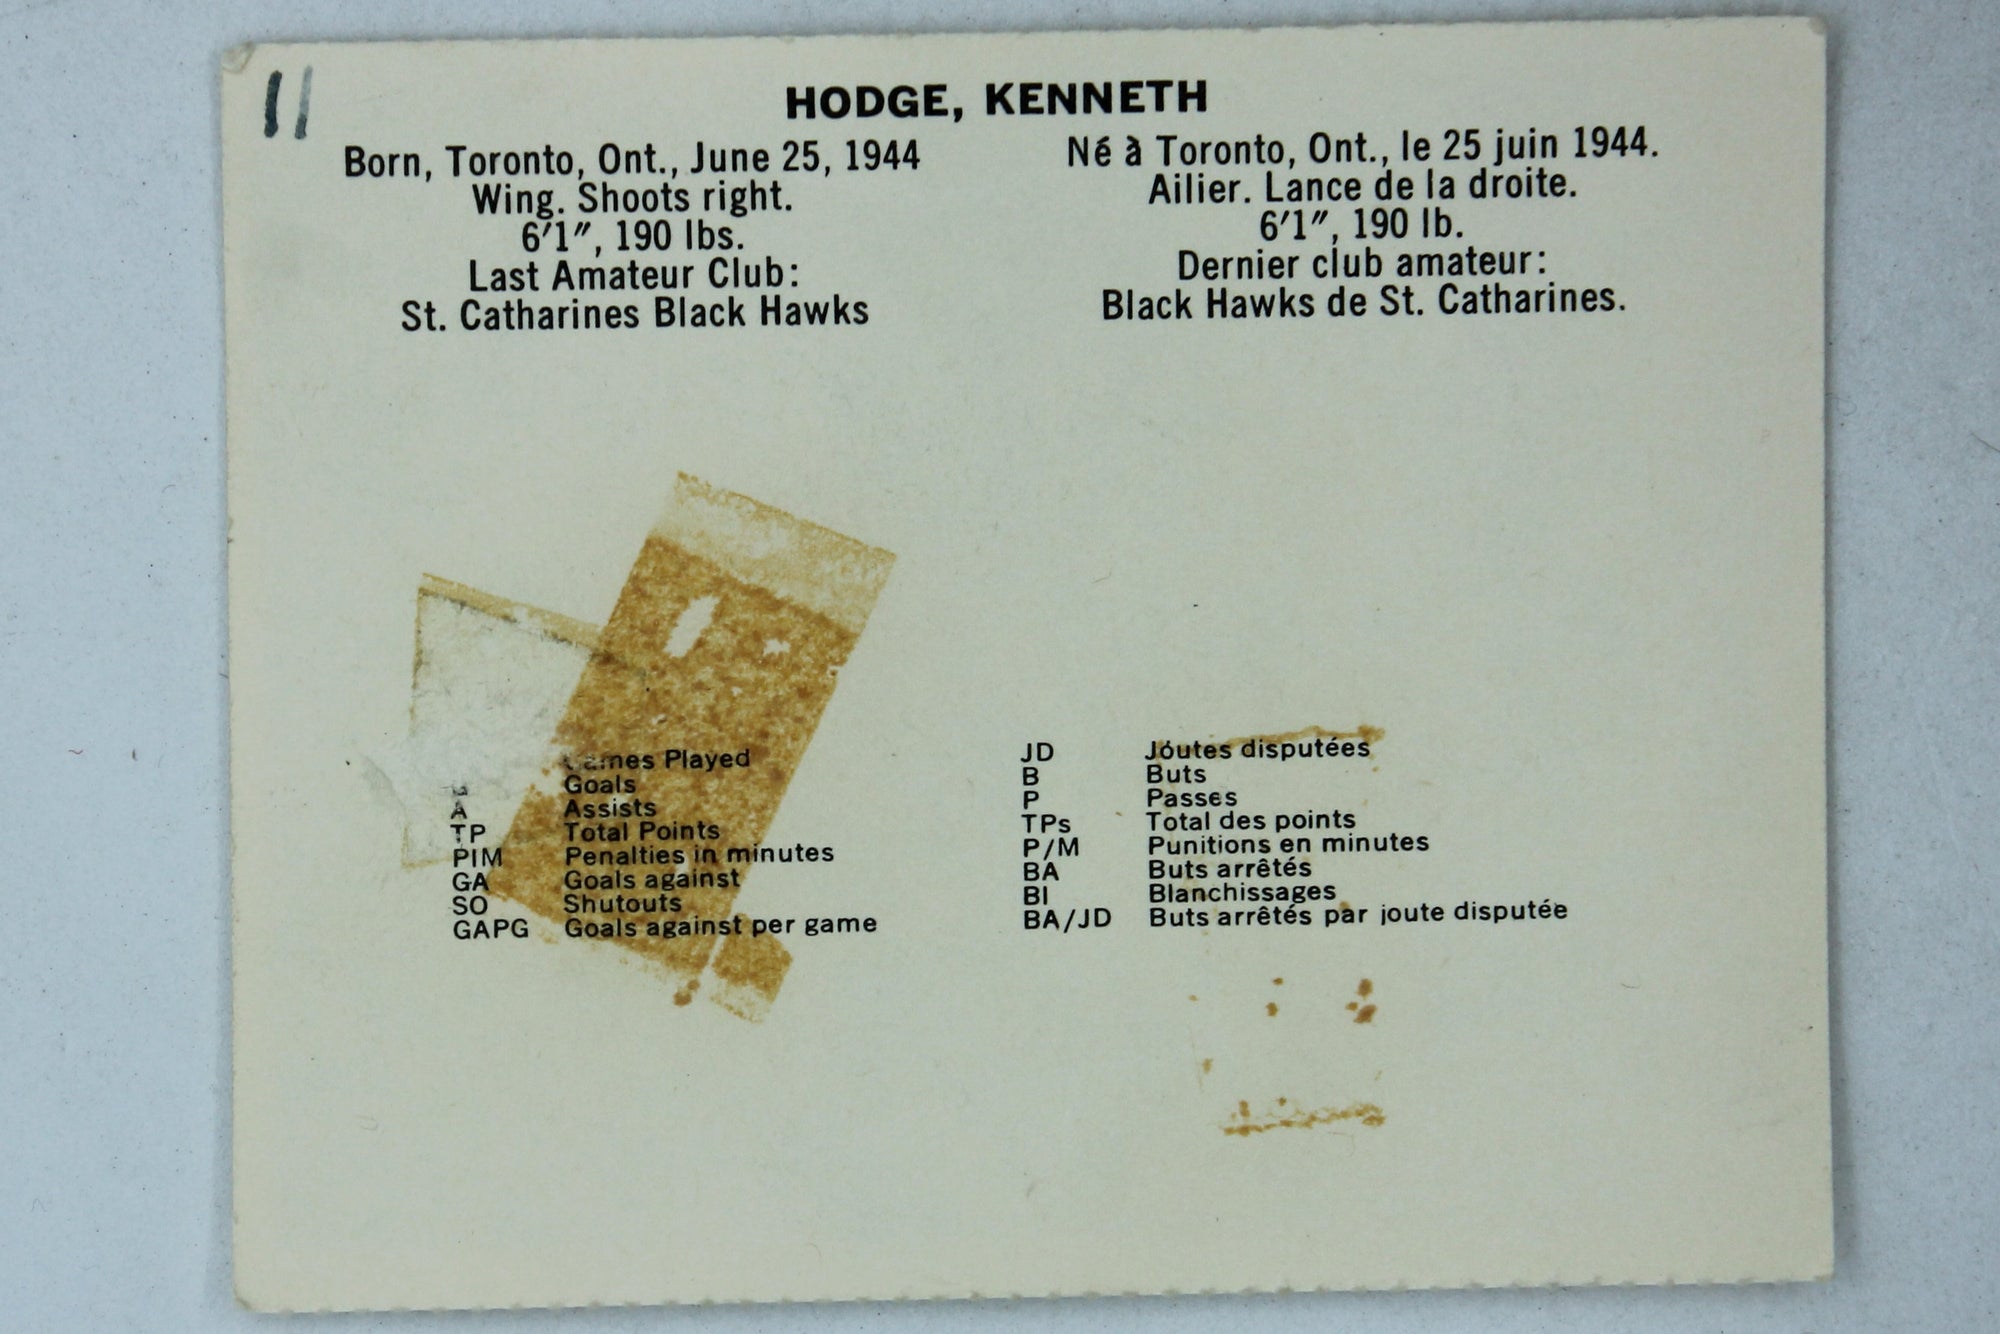 11
HODGE, KENNETH
Born, Toronto, Ont., June 25, 1944
Wing. Shoots right.
6'1", 190 lbs.
Last Amateur Club:
St. Catharines Black Hawks
Né à Toronto, Ont., le 25 juin 1944.
Ailier. Lance de la droite.
6'1", 190 lb.
Dernier club amateur:
Black Hawks de St. Catharines.
Games Played
Goals
A Assists
TP Total Points
PIM Penalties in minutes
GA Goals against
SO Shutouts
GAPG Goals against per game
JD Joutes disputées
B Buts
P Passes
TPs Total des points
P/M Punitions en minutes
BA Buts arrêtés
BI Blanchissages
BA/JD Buts arrêtés par joute disputée